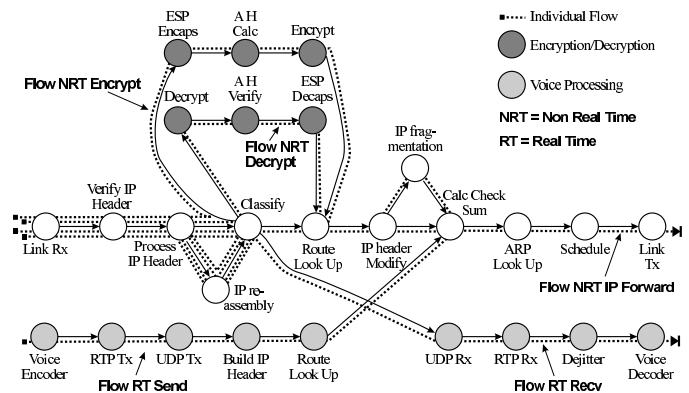 ESP
Encaps
A H
Calc
Encrypt
Individual Flow
Encryption/Decryption
Voice Processing
NRT = Non Real Time
RT = Real Time
Flow NRT Encrypt
Decrypt
A H
Verify
ESP
Decaps
Flow NRT
Decrypt
IP frag-
mentation
Verify IP
Header
Classify
Calc Check
Sum
Link Rx
Process
IP Header
Route
Look Up
IP header
Modify
ARP
Look Up
Schedule
Link
Tx
IP re-
assembly
Flow NRT IP Forward
Voice
Encoder
RTP Tx
UDP Tx
Build IP
Header
Route
Look Up
UDP Rx
RTP Rx
Dejitter
Voice
Decoder
Flow RT Send
Flow RT Recv